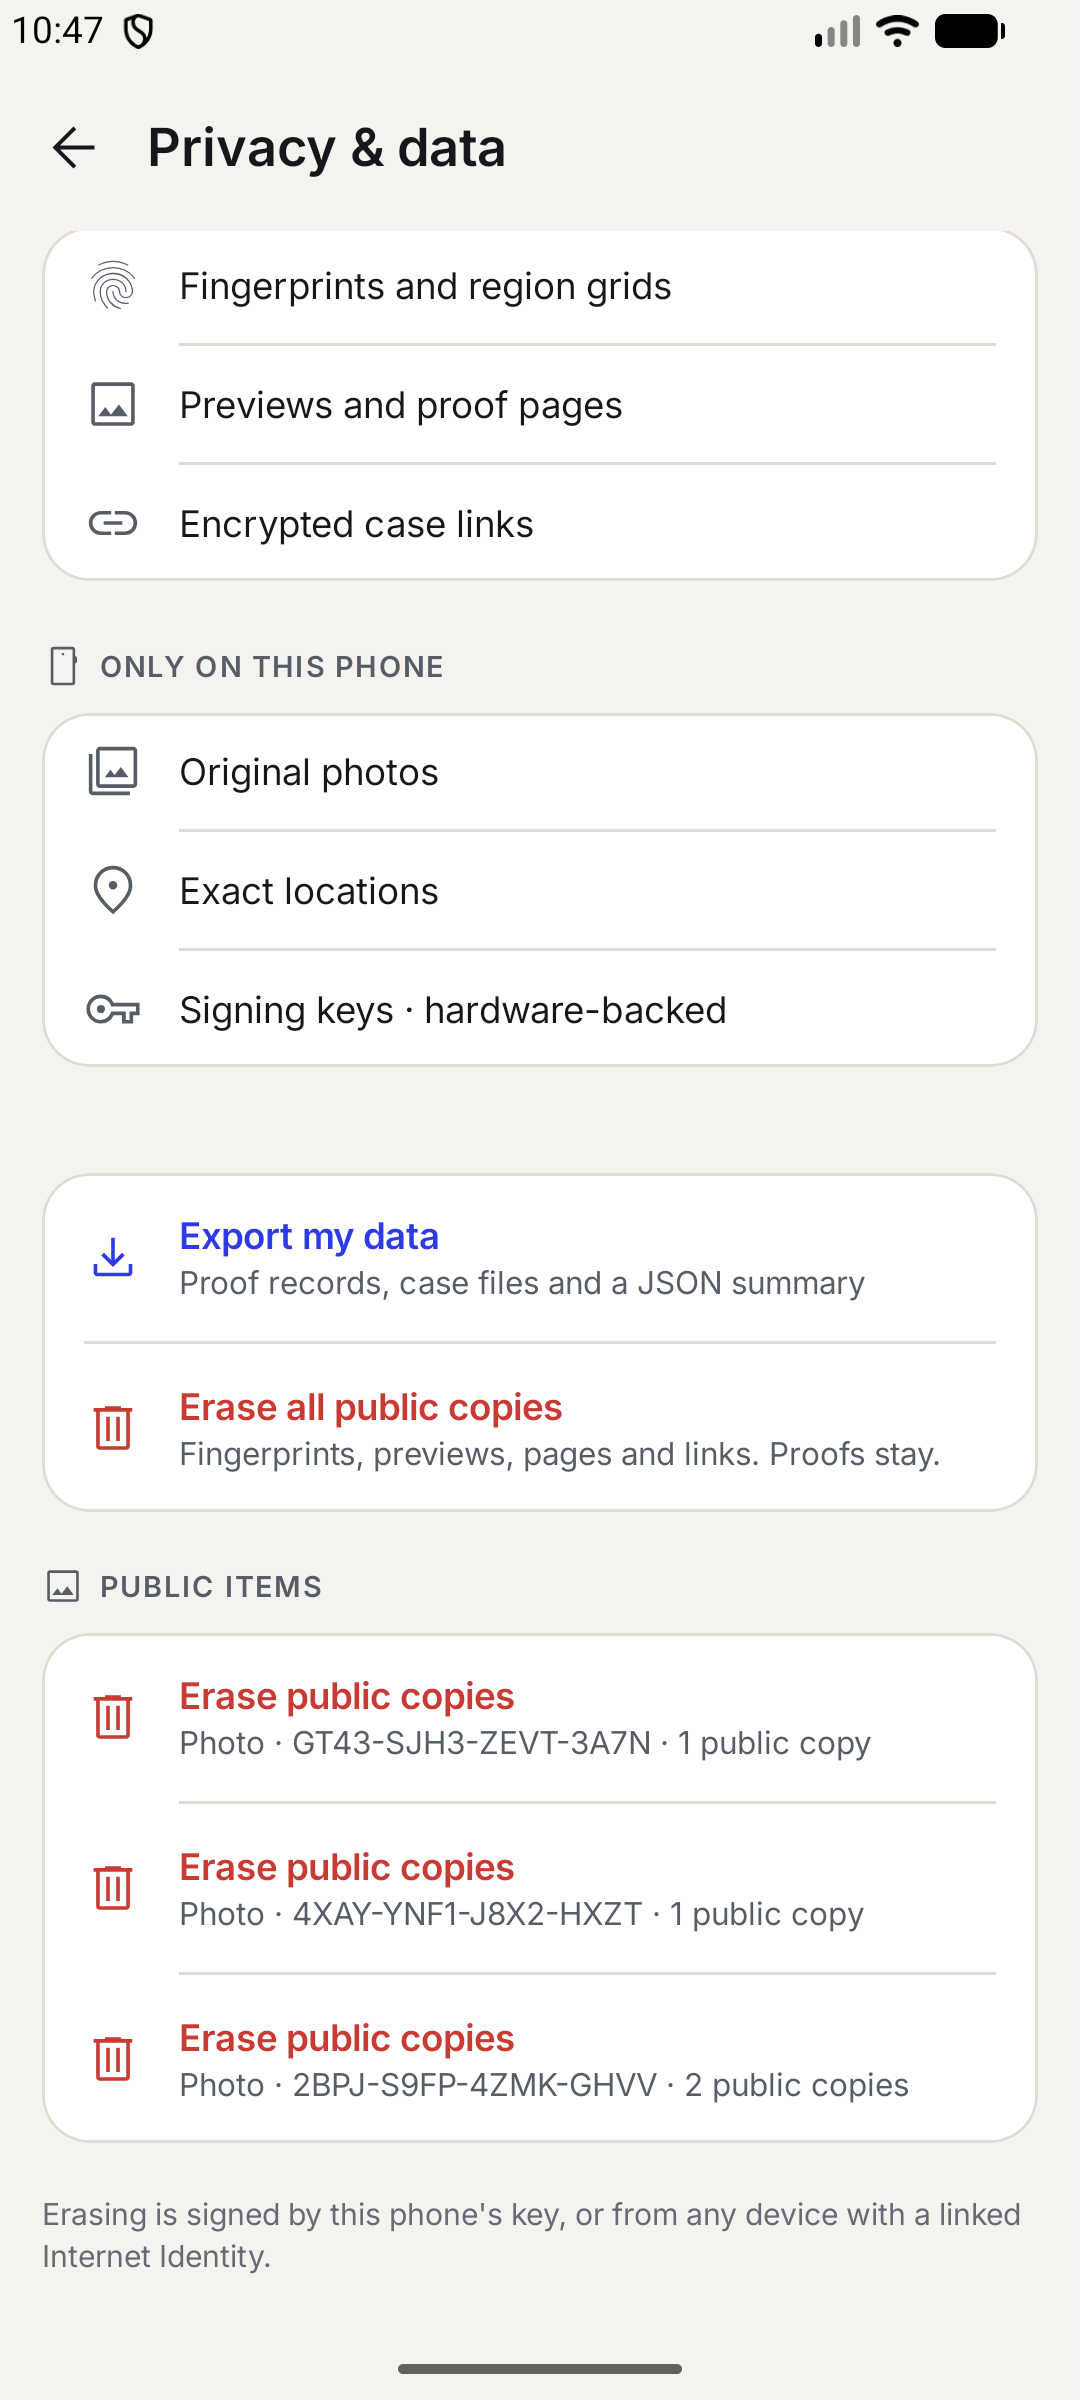 10:47
Privacy & data
Fingerprints and region grids
Previews and proof pages
Encrypted case links
ONLY ON THIS PHONE
Original photos
Exact locations
Signing keys · hardware-backed
Export my data
Proof records, case files and a JSON summary
Erase all public copies
Fingerprints, previews, pages and links. Proofs stay.
PUBLIC ITEMS
Erase public copies
Photo · GT43-SJH3-ZEVT-3A7N · 1 public copy
Erase public copies
Photo · 4XAY-YNF1-J8X2-HXZT · 1 public copy
Erase public copies
Photo · 2BPJ-S9FP-4ZMK-GHVV · 2 public copies
Erasing is signed by this phone's key, or from any device with a linked
Internet Identity.